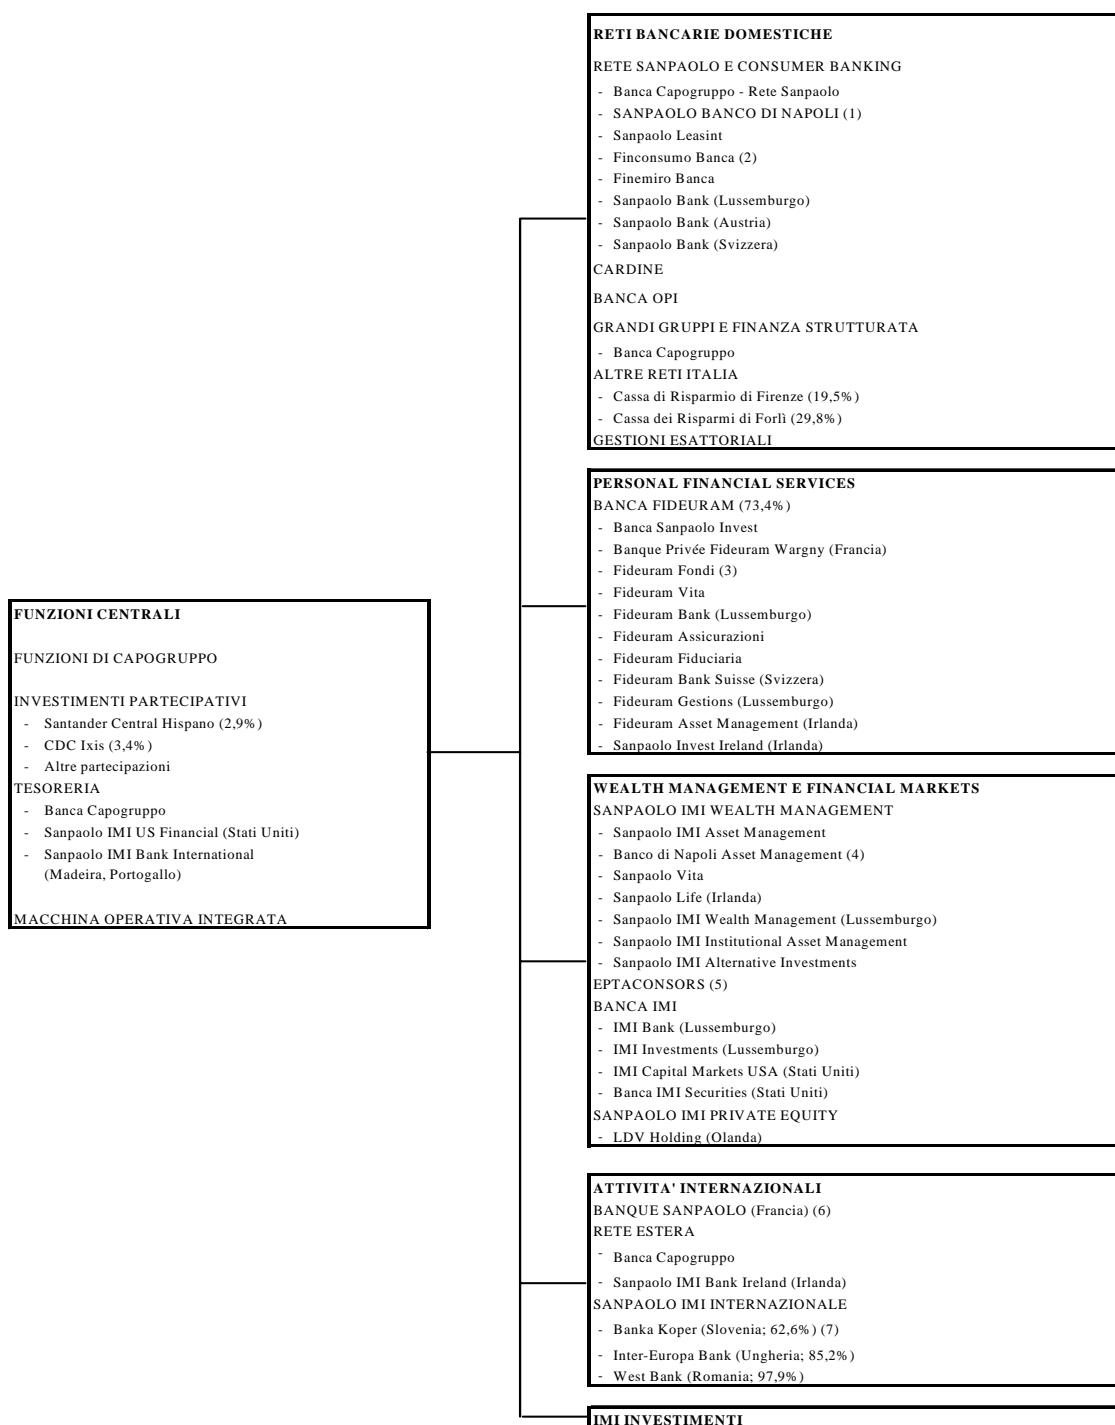 RETI BANCARIE DOMESTICHE
RETE SANPAOLO E CONSUMER BANKING
- Banca Capogruppo - Rete Sanpaolo
- SANPAOLO BANCO DI NAPOLI (1)
- Sanpaolo Leasint
- Finconsumo Banca (2)
- Finemiro Banca
- Sanpaolo Bank (Lussemburgo)
- Sanpaolo Bank (Austria)
- Sanpaolo Bank (Svizzera)
CARDINE
BANCA OPI
GRANDI GRUPPI E FINANZA STRUTTURATA
- Banca Capogruppo
ALTRE RETI ITALIA
- Cassa di Risparmio di Firenze (19,5%)
- Cassa dei Risparmi di Forlì (29,8%)
GESTIONI ESATTORIALI
PERSONAL FINANCIAL SERVICES
BANCA FIDEURAM (73,4%)
- Banca Sanpaolo Invest
- Banque Privée Fideuram Wargny (Francia)
- Fideuram Fondi (3)
- Fideuram Vita
- Fideuram Bank (Lussemburgo)
- Fideuram Assicurazioni
- Fideuram Fiduciaria
- Fideuram Bank Suisse (Svizzera)
- Fideuram Gestions (Lussemburgo)
- Fideuram Asset Management (Irlanda)
- Sanpaolo Invest Ireland (Irlanda)
FUNZIONI CENTRALI
FUNZIONI DI CAPOGRUPPO
INVESTIMENTI PARTECIPATIVI
- Santander Central Hispano (2,9%)
- CDC Ixis (3,4%)
- Altre partecipazioni
TESORERIA
- Banca Capogruppo
- Sanpaolo IMI US Financial (Stati Uniti)
- Sanpaolo IMI Bank International
(Madeira, Portogallo)
MACCHINA OPERATIVA INTEGRATA
WEALTH MANAGEMENT E FINANCIAL MARKETS
SANPAOLO IMI WEALTH MANAGEMENT
- Sanpaolo IMI Asset Management
- Banco di Napoli Asset Management (4)
- Sanpaolo Vita
- Sanpaolo Life (Irlanda)
- Sanpaolo IMI Wealth Management (Lussemburgo)
- Sanpaolo IMI Institutional Asset Management
- Sanpaolo IMI Alternative Investments
EPTACONSORS (5)
BANCA IMI
- IMI Bank (Lussemburgo)
- IMI Investments (Lussemburgo)
- IMI Capital Markets USA (Stati Uniti)
- Banca IMI Securities (Stati Uniti)
SANPAOLO IMI PRIVATE EQUITY
- LDV Holding (Olanda)
ATTIVITA' INTERNAZIONALI
BANQUE SANPAOLO (Francia) (6)
RETE ESTERA
- Banca Capogruppo
- Sanpaolo IMI Bank Ireland (Irlanda)
SANPAOLO IMI INTERNAZIONALE
- Banka Koper (Slovenia; 62,6%) (7)
- Inter-Europa Bank (Ungheria; 85,2%)
- West Bank (Romania; 97,9%)
IMI INVESTIMENTI